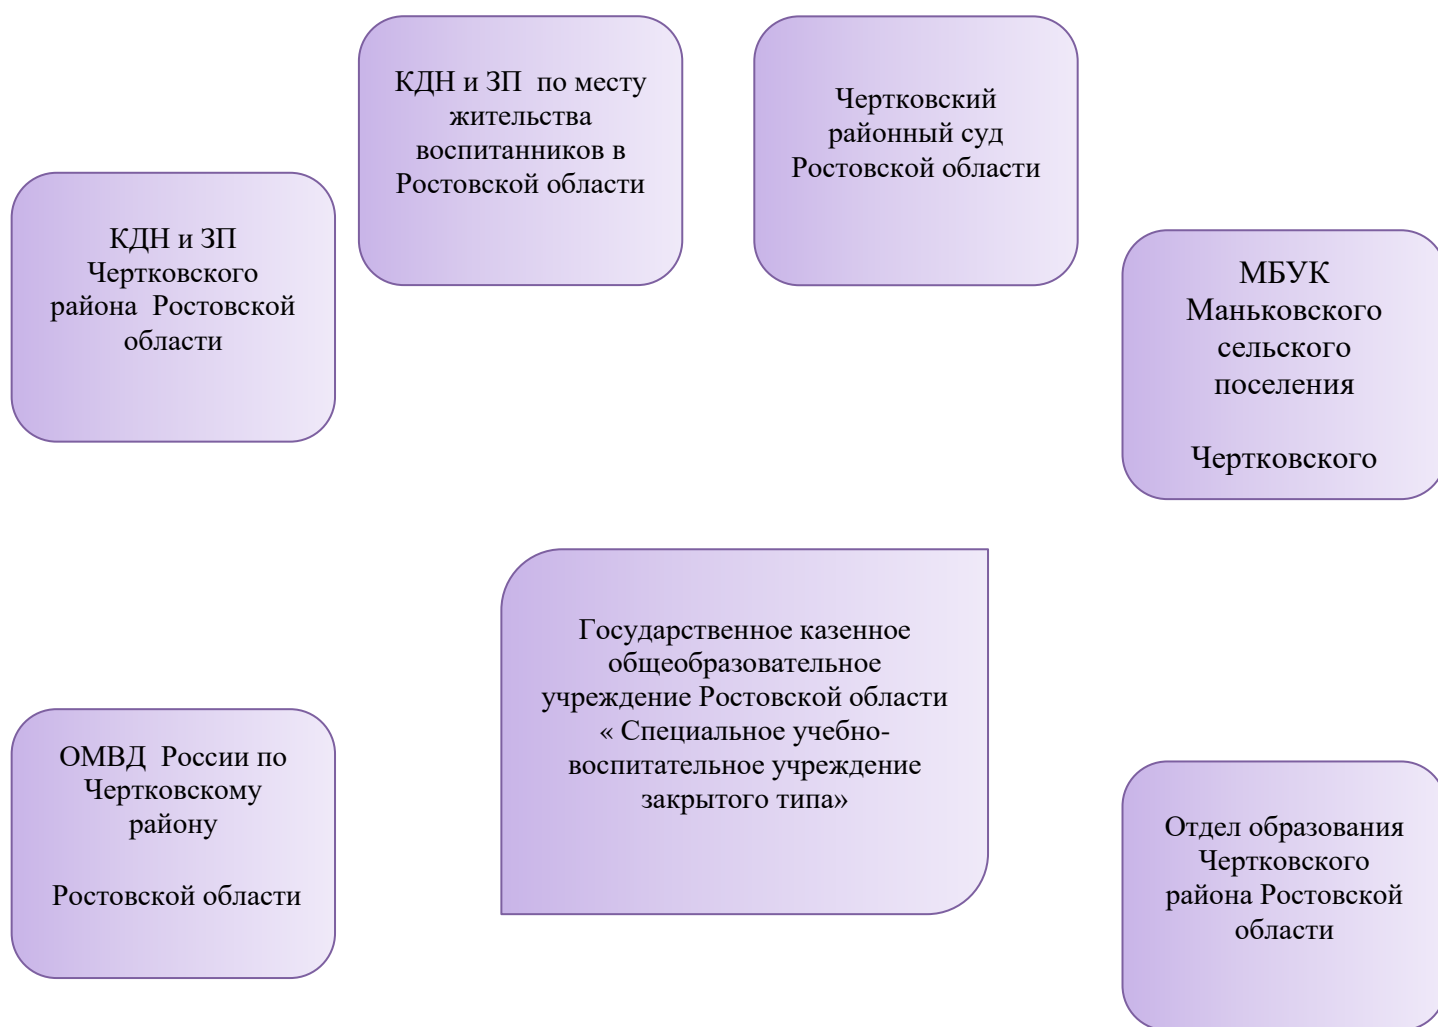 КДН и ЗП по месту
жительства
воспитанников в
Ростовской области
Чертковский
районный суд
Ростовской области
КДН и ЗП
Чертковского
района Ростовской
области
МБУК
Маньковского
сельского
поселения
Чертковского
Государственное казенное
общеобразовательное
учреждение Ростовской области
« Специальное учебно-
воспитательное учреждение
закрытого типа»
ОМВД России по
Чертковскому
району
Ростовской области
Отдел образования
Чертковского
района Ростовской
области